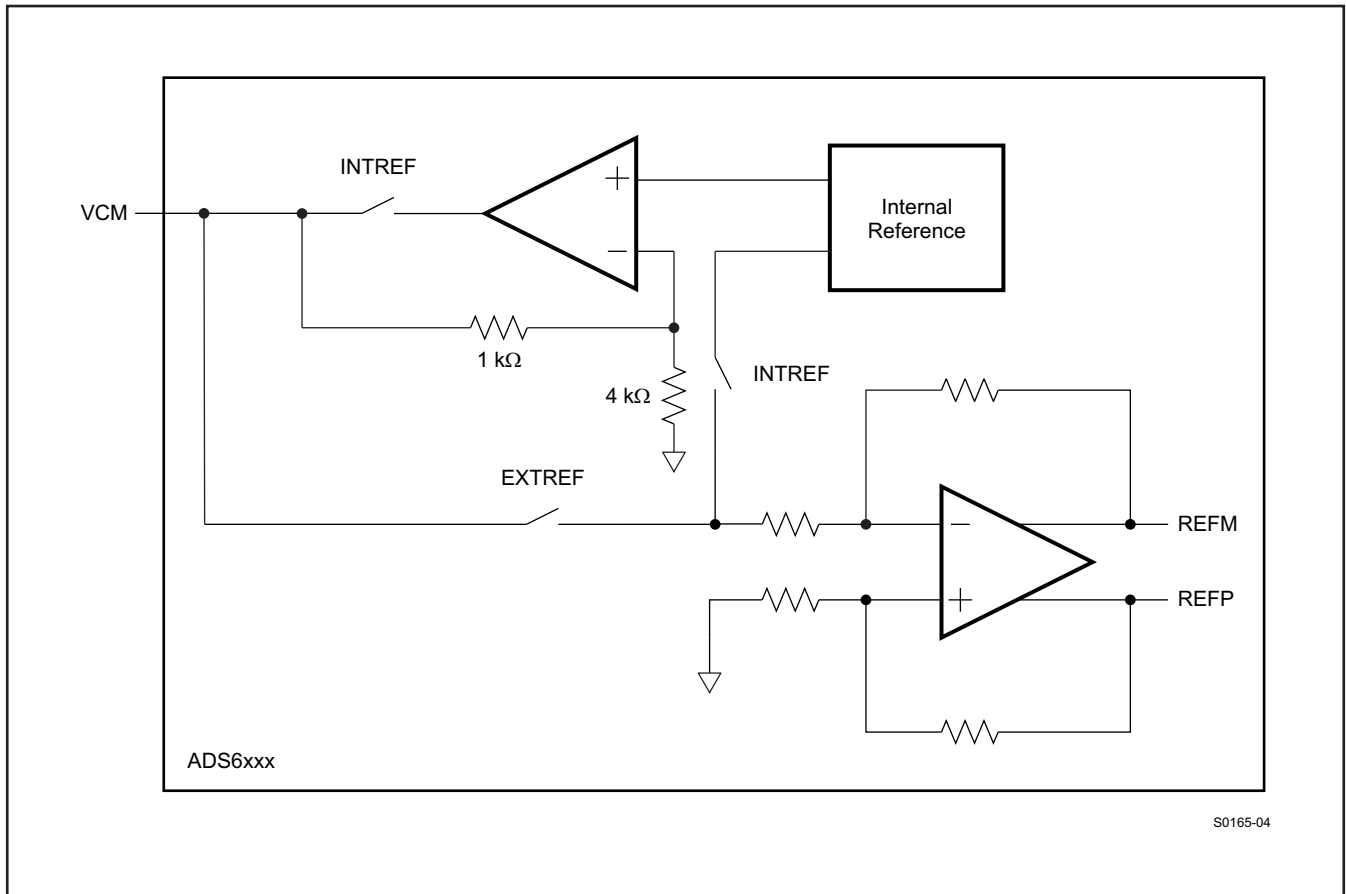 INTREF
VCM
+
−
Internal
Reference
1 kΩ
4 kΩ
INTREF
EXTREF
−
+
REFM
REFP
ADS6xxx
S0165-04